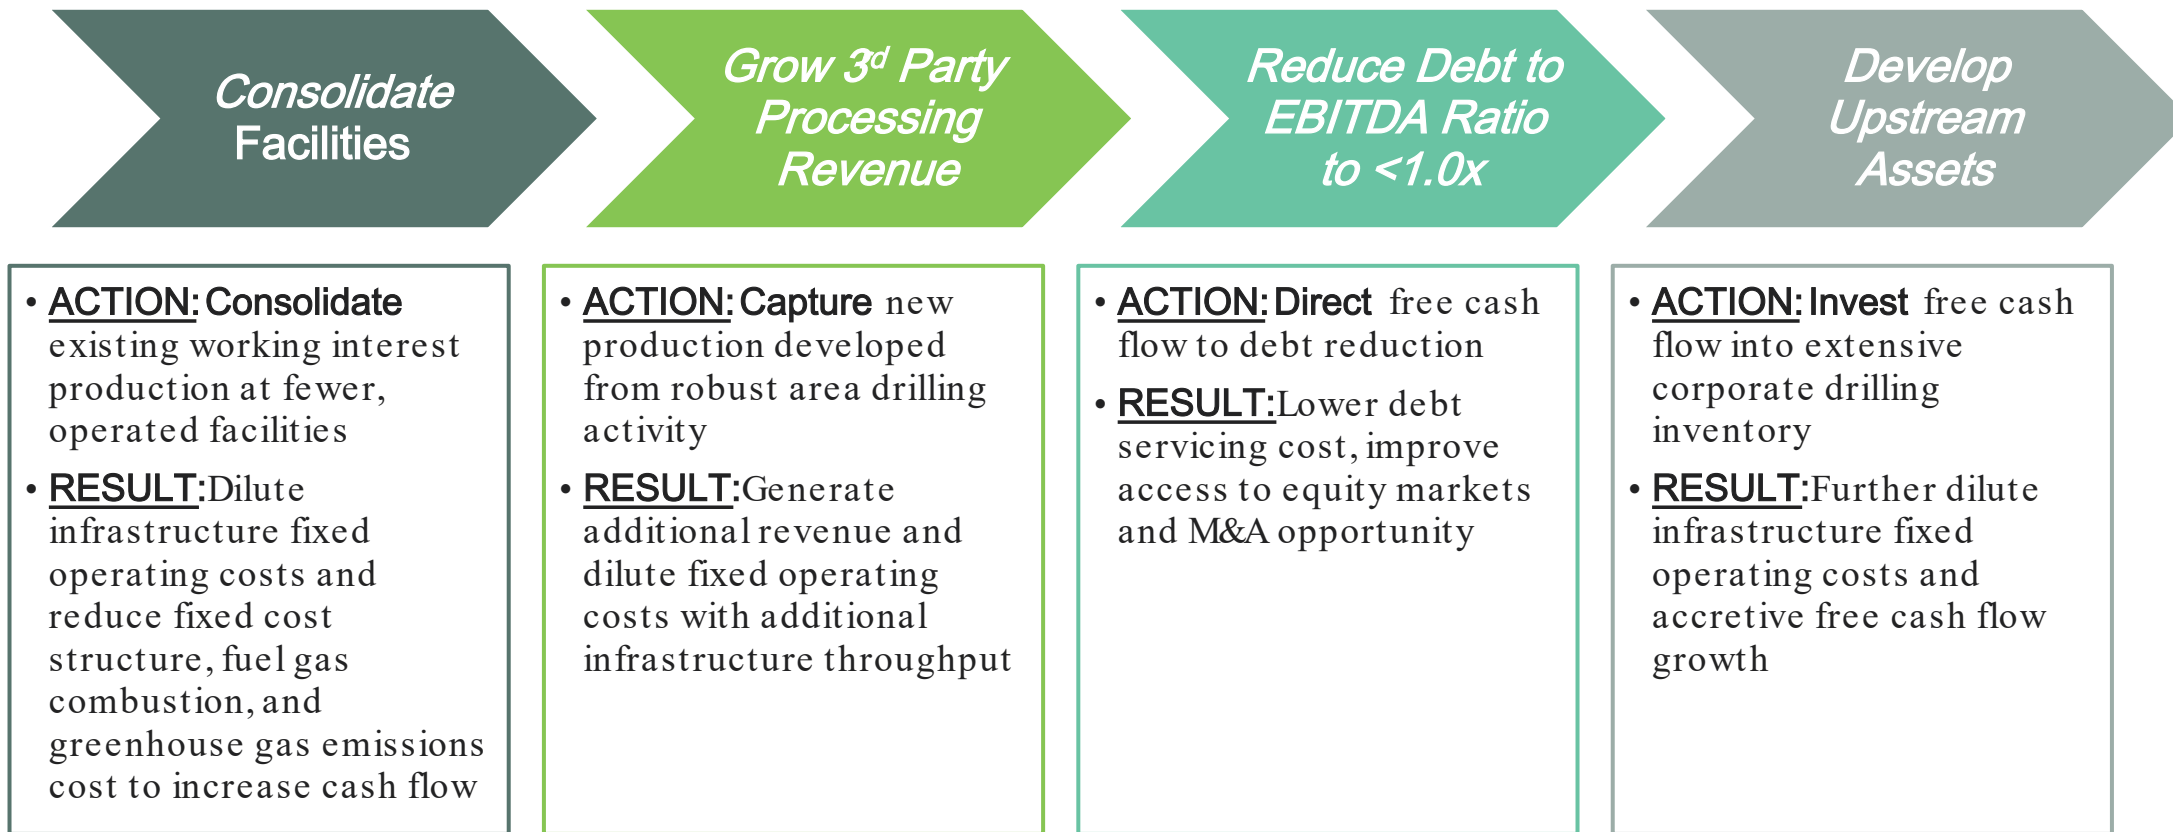 Consolidate
Facilities
Grow 3rd Party
Processing
Revenue
Reduce Debt to
EBITDA Ratio
to <1.0x
Develop
Upstream
Assets
• ACTION: Consolidate
existing working interest
production at fewer,
operated facilities
• RESULT: Dilute
infrastructure fixed
operating costs and
reduce fixed cost
structure, fuel gas
combustion, and
greenhouse gas emissions
cost to increase cash flow
• ACTION: Capture new
production developed
from robust area drilling
activity
• RESULT: Generate
additional revenue and
dilute fixed operating
costs with additional
infrastructure throughput
• ACTION: Direct free cash
flow to debt reduction
• RESULT: Lower debt
servicing cost, improve
access to equity markets
and M&A opportunity
• ACTION: Invest free cash
flow into extensive
corporate drilling
inventory
• RESULT: Further dilute
infrastructure fixed
operating costs and
accretive free cash flow
growth